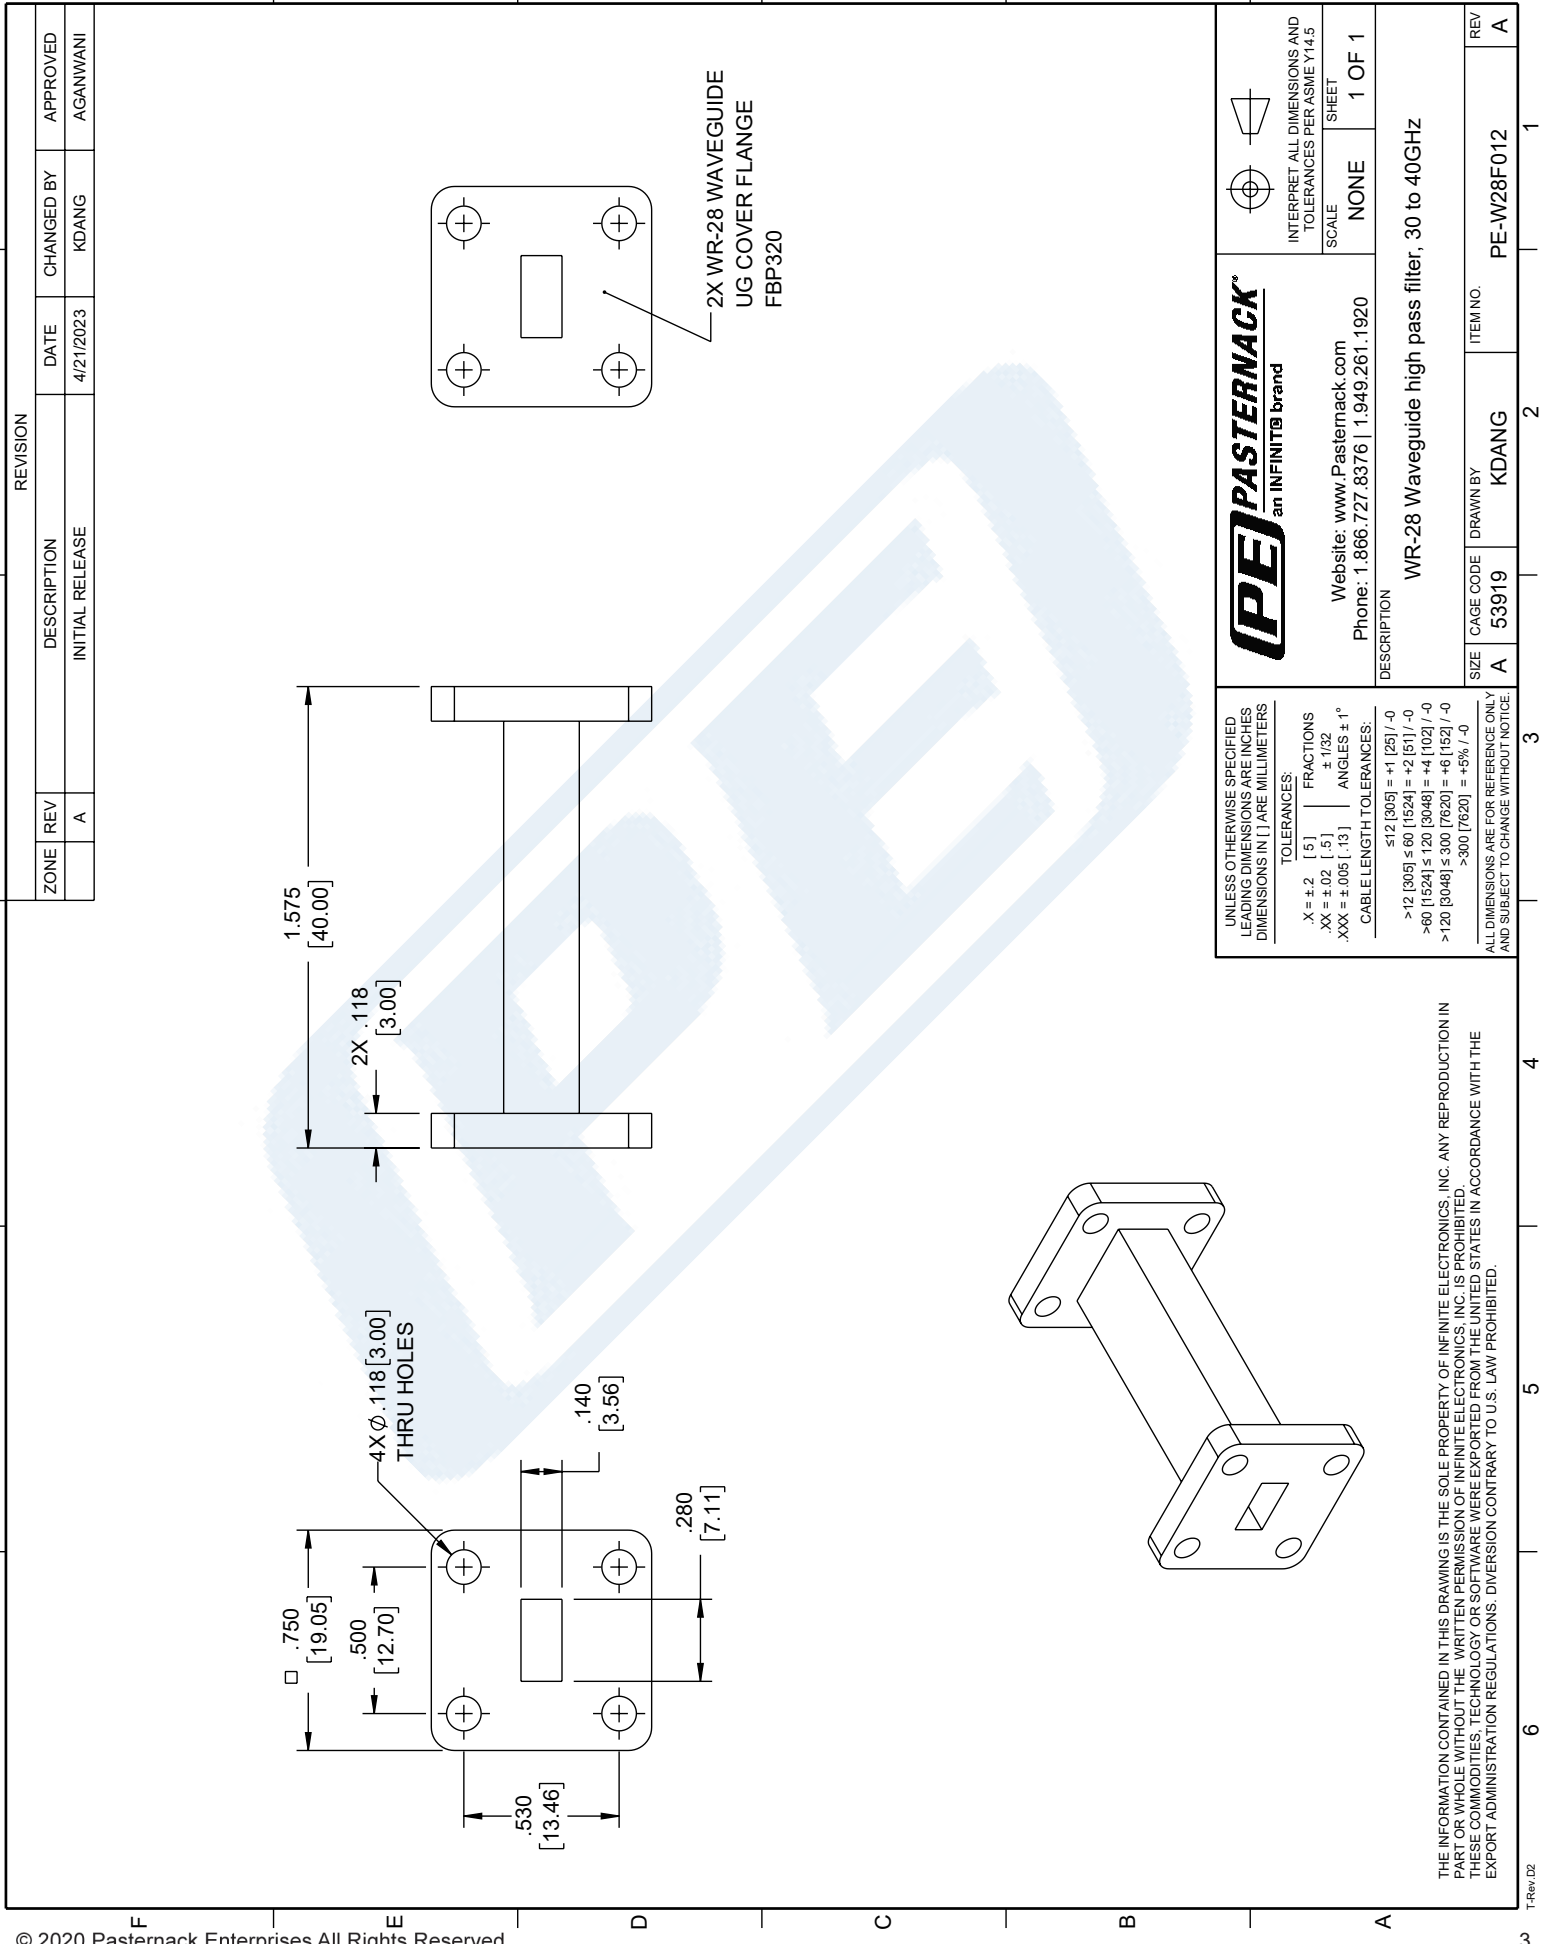 REVISION
ZONE REV DESCRIPTION DATE CHANGED BY APPROVED
A INITIAL RELEASE 4/21/2023 KDANG AGANWANI
□ .750
[19.05]
.500
[12.70]
4X Ø .118 [3.00]
THRU HOLES
.530
[13.46]
.140
[3.56]
.280
[7.11]
1.575
[40.00]
2X .118
[3.00]
2X WR-28 WAVEGUIDE
UG COVER FLANGE
FBP320
THE INFORMATION CONTAINED IN THIS DRAWING IS THE SOLE PROPERTY OF INFINITE ELECTRONICS, INC. ANY REPRODUCTION IN
PART OR WHOLE WITHOUT THE WRITTEN PERMISSION OF INFINITE ELECTRONICS, INC. IS PROHIBITED.
THESE COMMODITIES, TECHNOLOGY OR SOFTWARE WERE EXPORTED FROM THE UNITED STATES IN ACCORDANCE WITH THE
EXPORT ADMINISTRATION REGULATIONS. DIVERSION CONTRARY TO U.S. LAW PROHIBITED.
UNLESS OTHERWISE SPECIFIED
LEADING DIMENSIONS ARE INCHES
DIMENSIONS IN [ ] ARE MILLIMETERS
TOLERANCES:
.X = ±.2 [ 5 ] FRACTIONS
.XX = ±.02 [ .5 ] ± 1/32
.XXX = ±.005 [ .13 ] ANGLES ± 1°
CABLE LENGTH TOLERANCES:
≤12 [305] = +1 [25] / -0
>12 [305] ≤ 60 [1524] = +2 [51] / -0
>60 [1524] ≤ 120 [3048] = +4 [102] / -0
>120 [3048] ≤ 300 [7620] = +6 [152] / -0
>300 [7620] = +5% / -0
ALL DIMENSIONS ARE FOR REFERENCE ONLY
AND SUBJECT TO CHANGE WITHOUT NOTICE.
PE PASTERNACK®
an INFINITE brand
Website: www.Pasternack.com
Phone: 1.866.727.8376 | 1.949.261.1920
INTERPRET ALL DIMENSIONS AND
TOLERANCES PER ASME Y14.5
SCALE SHEET
NONE 1 OF 1
DESCRIPTION
WR-28 Waveguide high pass filter, 30 to 40GHz
SIZE CAGE CODE DRAWN BY ITEM NO. REV
A 53919 KDANG PE-W28F012 A
6 5 4 3 2 1
F
E
D
C
B
A
T-Rev.D2
PE
© 2020 Pasternack Enterprises All Rights Reserved
3